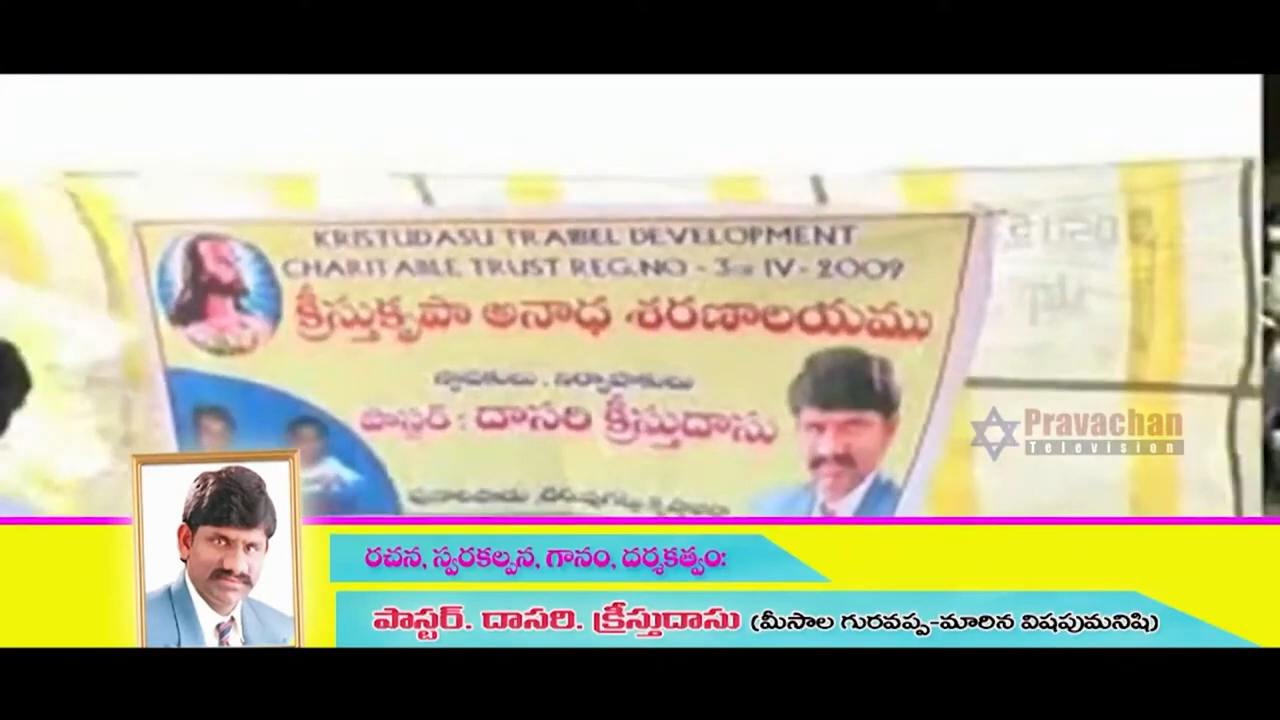 KRISTUDASU TRAIBEL DEVELOPMENT
CHARITABLE TRUST REG.NO - 3 IV - 2009
క్రీస్తుకృపా అనాధ శరణాలయము
పాస్టర్ : దాసరి క్రీస్తుదాసు
Pravachan
Television
రచన, స్వరకల్పన, గానం, దర్శకత్వం:
పాస్టర్. దాసరి. క్రీస్తుదాసు (మీసాల గురవప్ప-మారిన విషపుమనిషి)